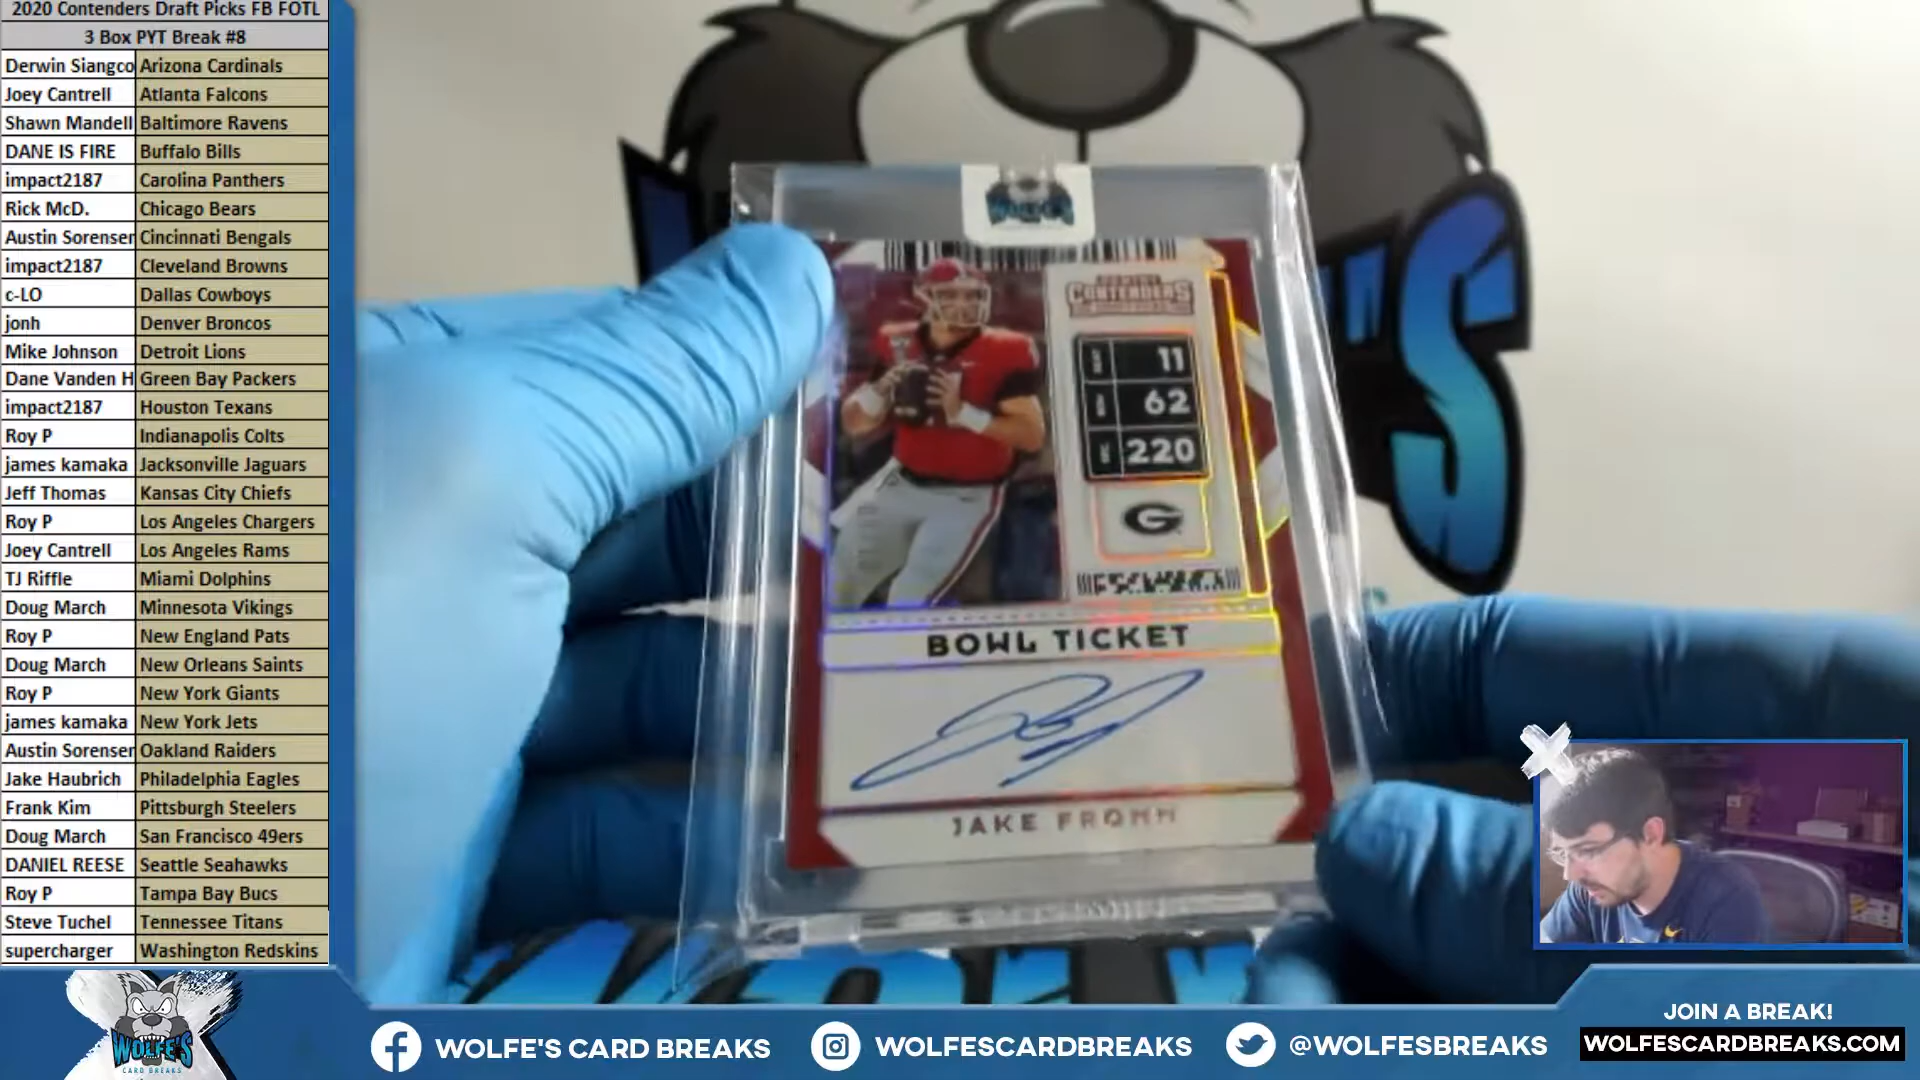 2020 Contenders Draft Picks FB FOTL
3 Box PYT Break #8
Derwin Siangco Arizona Cardinals
Joey Cantrell Atlanta Falcons
Shawn Mandell Baltimore Ravens
DANE IS FIRE Buffalo Bills
impact2187 Carolina Panthers
Rick McD. Chicago Bears
Austin Sorenser Cincinnati Bengals
impact2187 Cleveland Browns
c-LO Dallas Cowboys
jonh Denver Broncos
Mike Johnson Detroit Lions
Dane Vanden H Green Bay Packers
impact2187 Houston Texans
Roy P Indianapolis Colts
james kamaka Jacksonville Jaguars
Jeff Thomas Kansas City Chiefs
Roy P Los Angeles Chargers
Joey Cantrell Los Angeles Rams
TJ Riffle Miami Dolphins
Doug March Minnesota Vikings
Roy P New England Pats
Doug March New Orleans Saints
Roy P New York Giants
james kamaka New York Jets
Austin Sorenser Oakland Raiders
Jake Haubrich Philadelphia Eagles
Frank Kim Pittsburgh Steelers
Doug March San Francisco 49ers
DANIEL REESE Seattle Seahawks
Roy P Tampa Bay Bucs
Steve Tuchel Tennessee Titans
supercharger Washington Redskins
WOLFE'S
CONTENDERS
11
62
220
G
BOWL TICKET
JAKE FROMM
WOLFE'S
CARD BREAKS
WOLFE'S CARD BREAKS
WOLFESCARDBREAKS
@WOLFESBREAKS
JOIN A BREAK!
WOLFESCARDBREAKS.COM